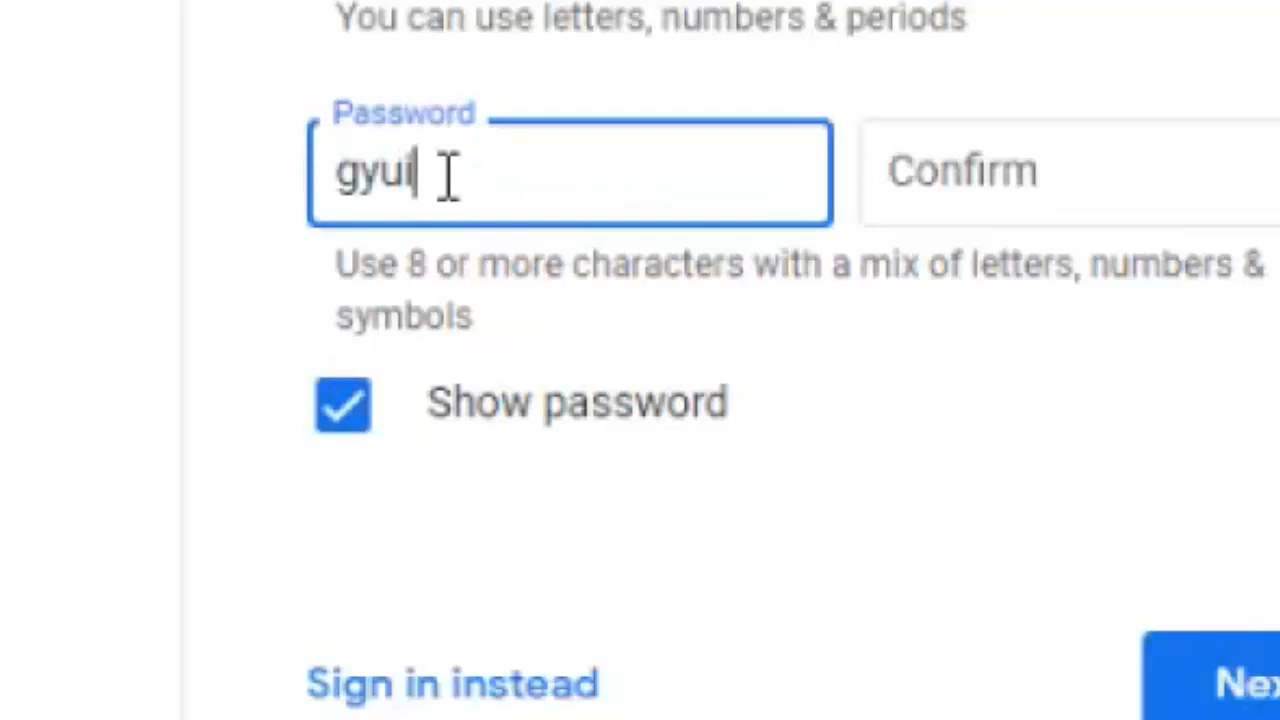 You can use letters, numbers & periods
Password
gyui
Confirm
Use 8 or more characters with a mix of letters, numbers &
symbols
Show password
Sign in instead